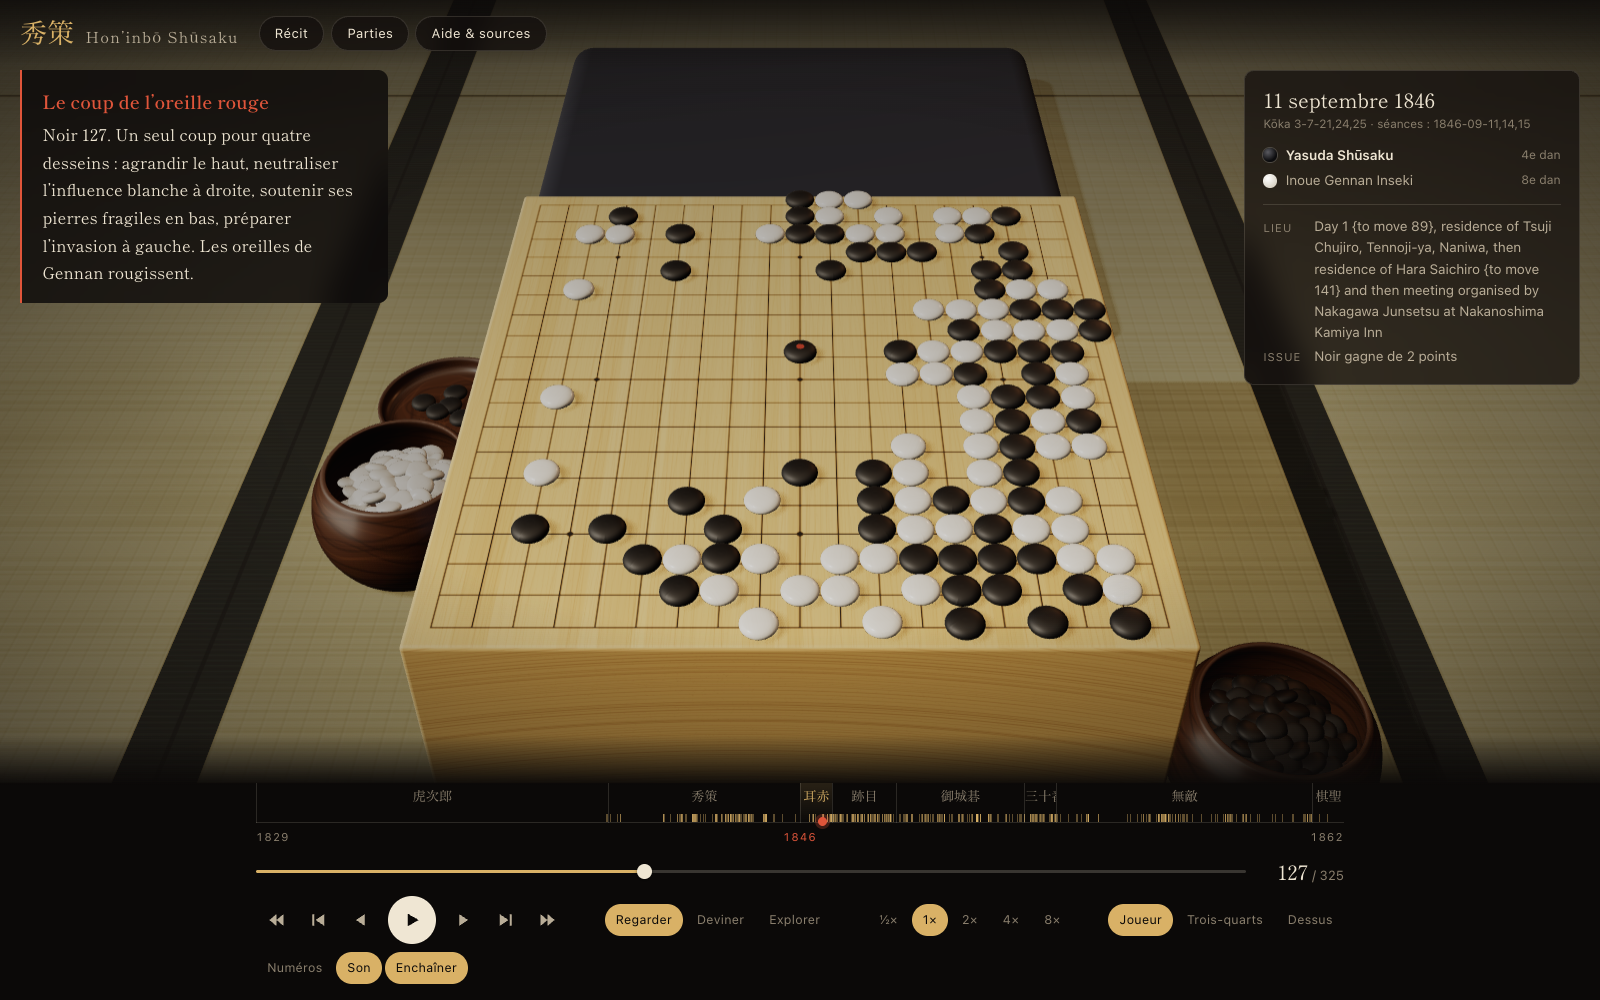 秀策 Hon'inbō Shūsaku
Récit
Parties
Aide & sources
Le coup de l'oreille rouge
Noir 127. Un seul coup pour quatre
desseins : agrandir le haut, neutraliser
l'influence blanche à droite, soutenir ses
pierres fragiles en bas, préparer
l'invasion à gauche. Les oreilles de
Gennan rougissent.
11 septembre 1846
Kōka 3-7-21,24,25 · séances : 1846-09-11,14,15
Yasuda Shūsaku 4e dan
Inoue Gennan Inseki 8e dan
LIEU Day 1 {to move 89}, residence of Tsuji
Chujiro, Tennoji-ya, Naniwa, then
residence of Hara Saichiro {to move
141} and then meeting organised by
Nakagawa Junsetsu at Nakanoshima
Kamiya Inn
ISSUE Noir gagne de 2 points
虎次郎 秀策 耳赤 跡目 御城碁 三十 無敵 棋聖
1829 1846 1862
127 / 325
Regarder Deviner Explorer ½× 1× 2× 4× 8× Joueur Trois-quarts Dessus
Numéros Son Enchaîner